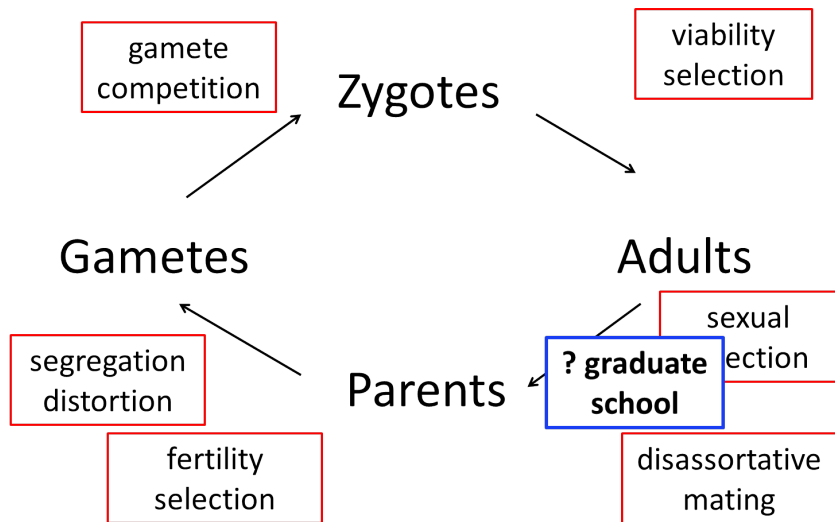 gamete
competition
Zygotes
viability
selection
Gametes
Adults
segregation
distortion
Parents
sexual
ection
? graduate
school
fertility
selection
disassortative
mating